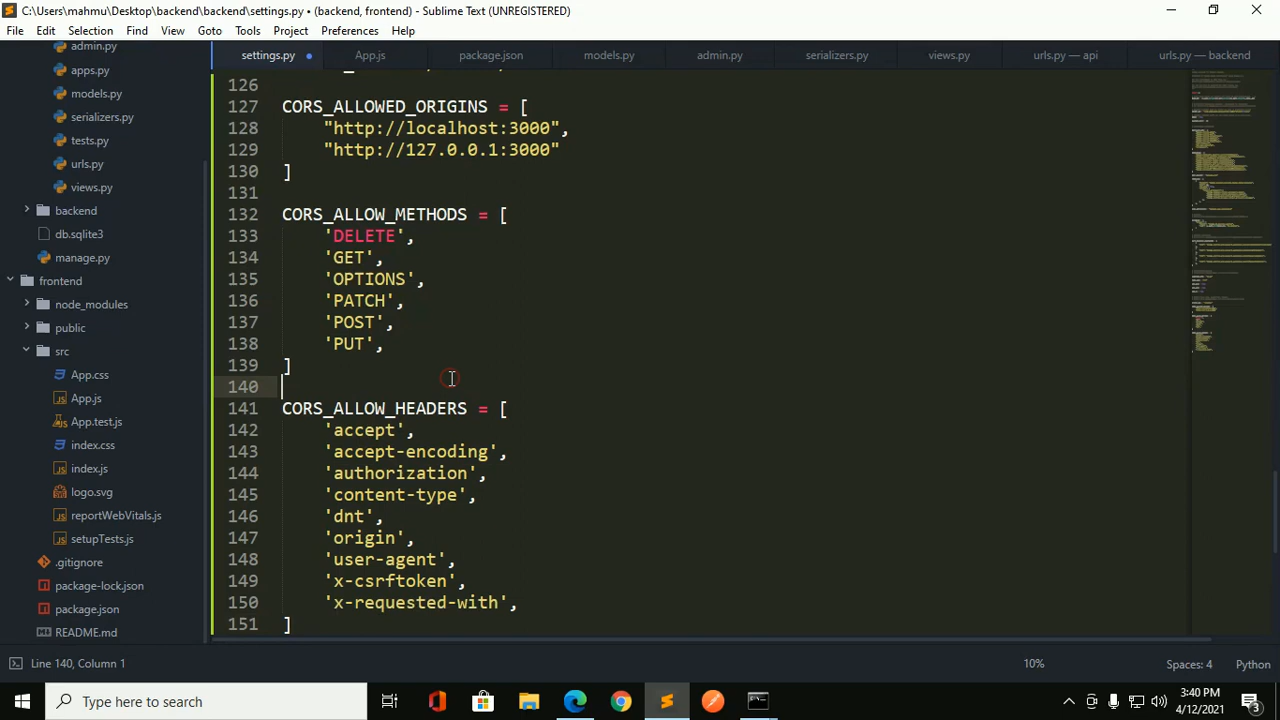 C:\Users\mahmu\Desktop\backend\backend\settings.py • (backend, frontend) - Sublime Text (UNREGISTERED)
File Edit Selection Find View Goto Tools Project Preferences Help
settings.py App.js package.json models.py admin.py serializers.py views.py urls.py — api urls.py — backend
admin.py
apps.py
models.py
serializers.py
tests.py
urls.py
views.py
backend
db.sqlite3
manage.py
frontend
node_modules
public
src
App.css
App.js
App.test.js
index.css
index.js
logo.svg
reportWebVitals.js
setupTests.js
.gitignore
package-lock.json
package.json
README.md
126
127 CORS_ALLOWED_ORIGINS = [
128 "http://localhost:3000",
129 "http://127.0.0.1:3000"
130 ]
131
132 CORS_ALLOW_METHODS = [
133 'DELETE',
134 'GET',
135 'OPTIONS',
136 'PATCH',
137 'POST',
138 'PUT',
139 ]
140
141 CORS_ALLOW_HEADERS = [
142 'accept',
143 'accept-encoding',
144 'authorization',
145 'content-type',
146 'dnt',
147 'origin',
148 'user-agent',
149 'x-csrftoken',
150 'x-requested-with',
151 ]
Line 140, Column 1 10% Spaces: 4 Python
Type here to search
3:40 PM
4/12/2021
3